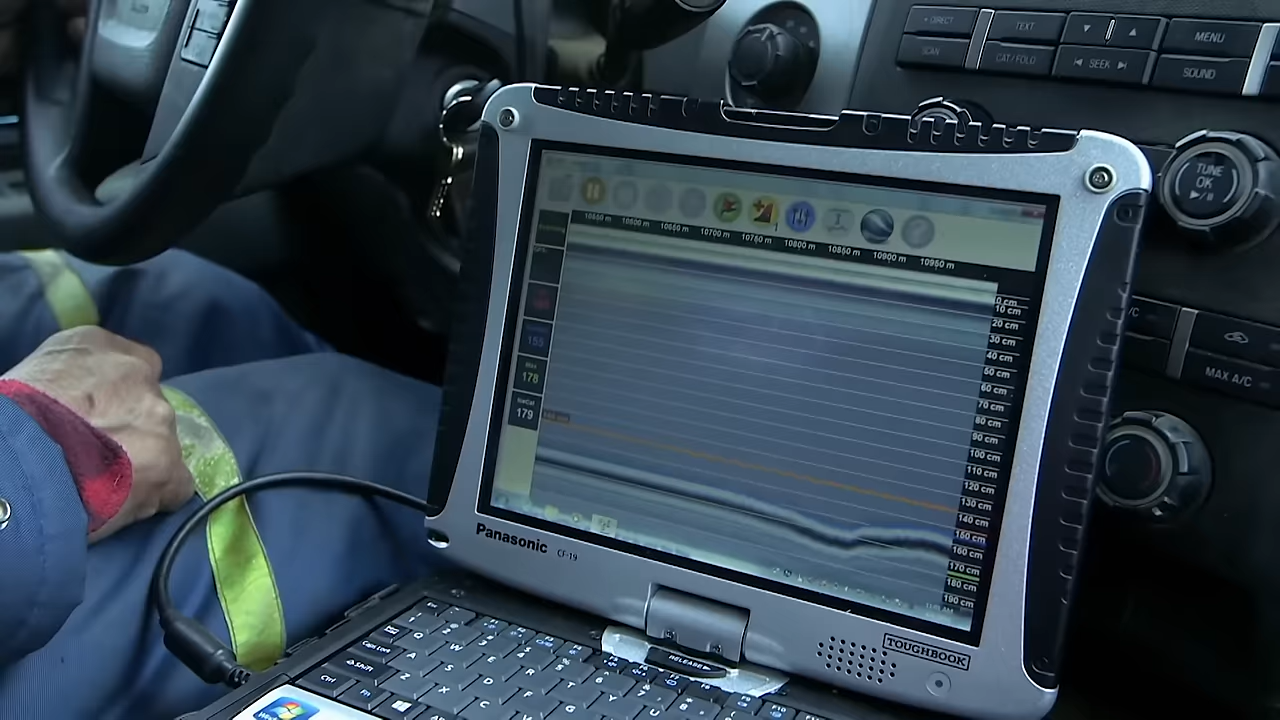 TEXT
MENU
SCAN
CAT/FOLD
SEEK
SOUND
TUNE
OK
MAX A/C
10600 m
10650 m
10700 m
10750 m
10800 m
10850 m
10900 m
10950 m
0 cm
10 cm
20 cm
30 cm
40 cm
50 cm
60 cm
70 cm
80 cm
90 cm
100 cm
110 cm
120 cm
130 cm
140 cm
150 cm
160 cm
170 cm
180 cm
190 cm
155
Max
178
179
Panasonic CF-19
TOUGHBOOK
RELEASE
Caps Lock
Shift
Ctrl
Fn